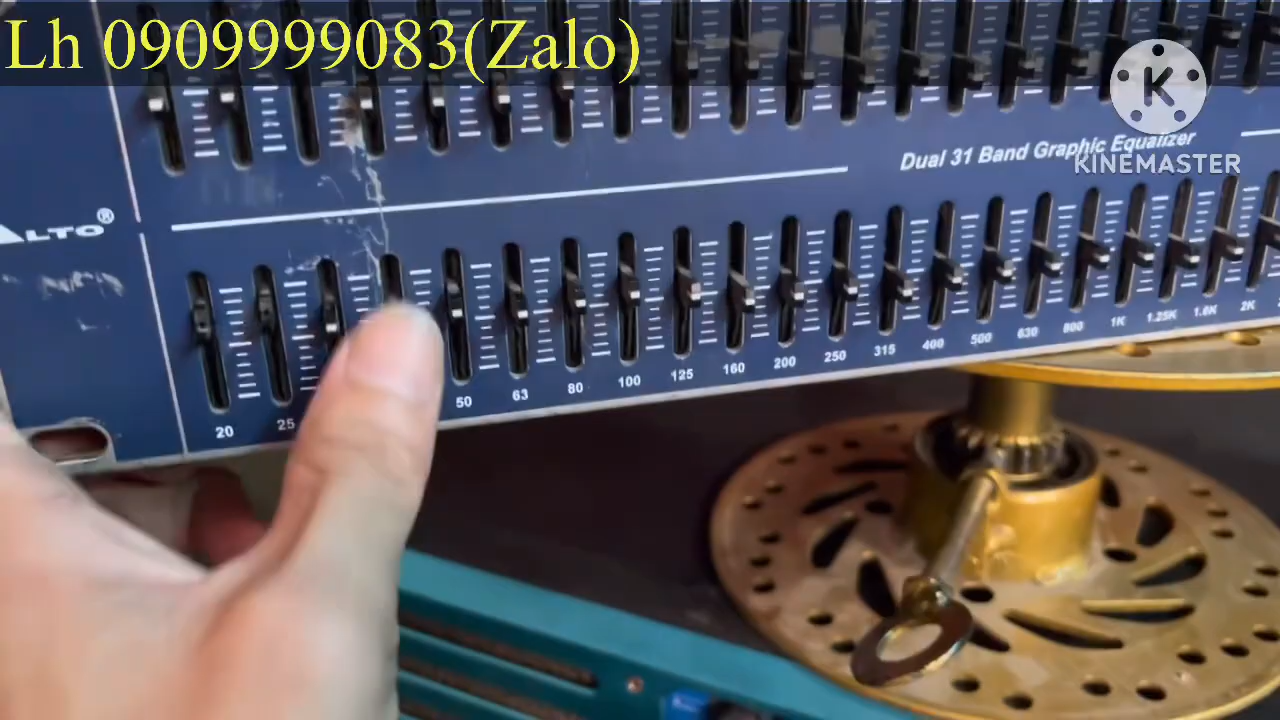 Lh 0909999083(Zalo)
K
KINEMASTER
Dual 31 Band Graphic Equalizer
ALTO®
20 25 50 63 80 100 125 160 200 250 315 400 500 630 800 1K 1.25K 1.6K 2K